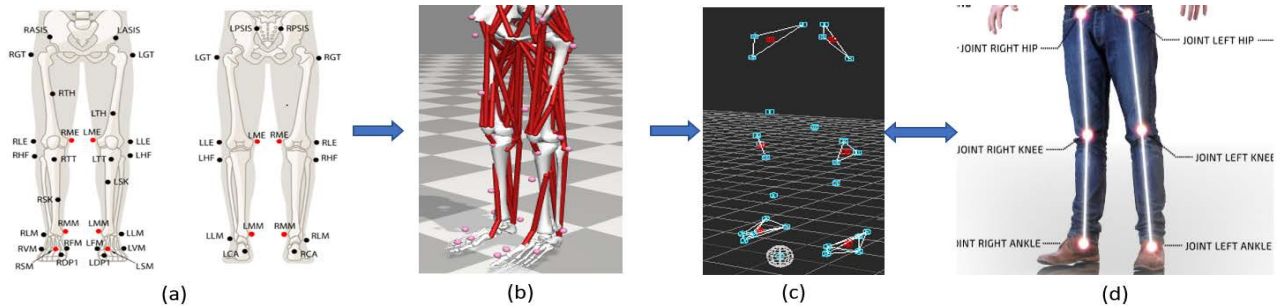 RASIS
LASIS
RGT
LGT
RTH
LTH
RME
LME
RLE
LLE
RHF
RTT
LTT
LHF
LSK
RSK
RMM
LMM
RLM
LLM
RVM
RFM
LFM
LVM
RSM
RDP1
LDP1
LSM
LPSIS
RPSIS
LGT
RGT
LME
RME
LLE
RLE
LHF
RHF
LMM
RMM
LLM
RLM
LCA
RCA
JOINT RIGHT HIP
JOINT LEFT HIP
JOINT RIGHT KNEE
JOINT LEFT KNEE
OINT RIGHT ANKLE
JOINT LEFT ANKLE
(a)
(b)
(c)
(d)